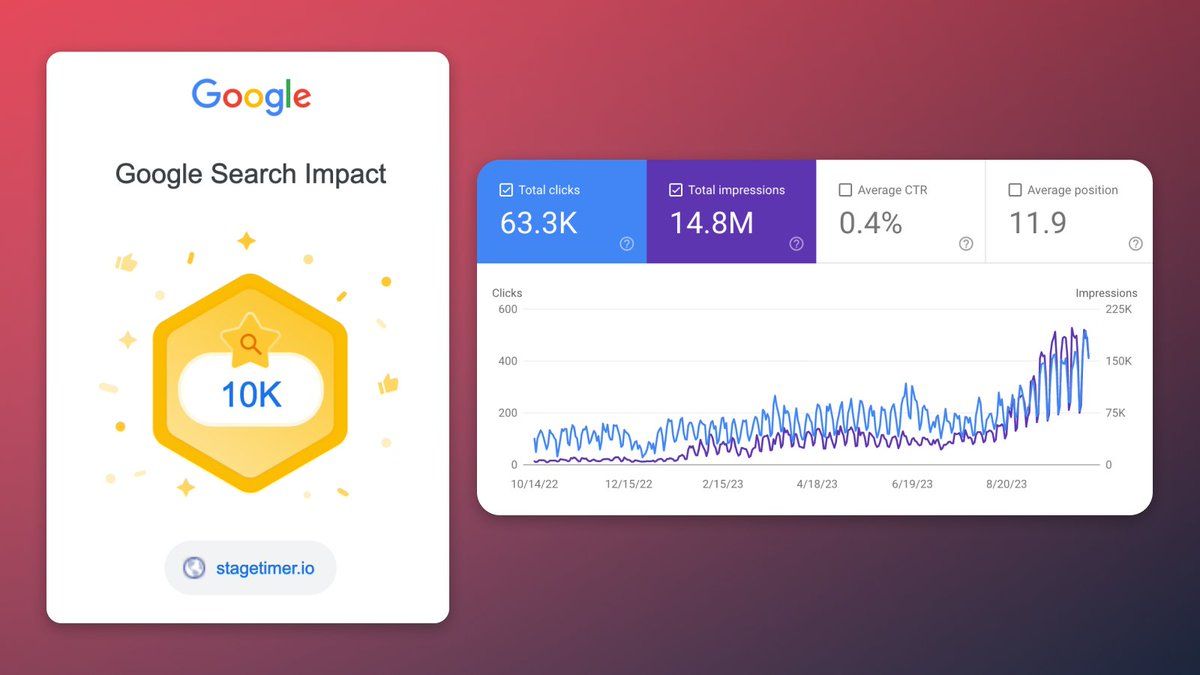 Google
Google Search Impact
10K
stagetimer.io
Total clicks
63.3K
Total impressions
14.8M
Average CTR
0.4%
Average position
11.9
Clicks
Impressions
600
225K
400
150K
200
75K
0
0
10/14/22 12/15/22 2/15/23 4/18/23 6/19/23 8/20/23